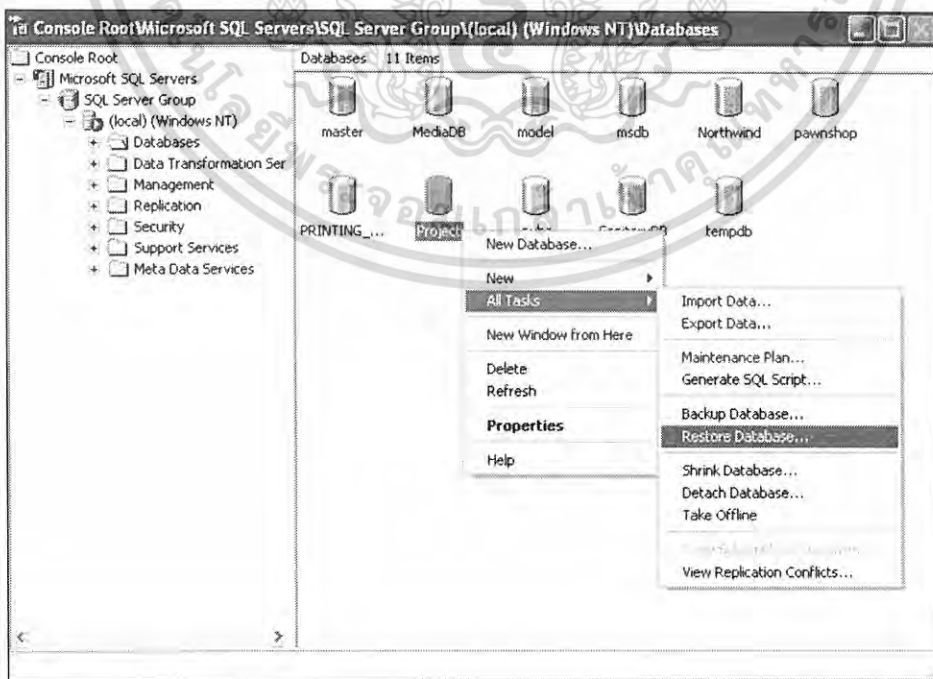 Console Root\Microsoft SQL Servers\SQL Server Group\(local) (Windows NT)\Databases
Console Root
Microsoft SQL Servers
SQL Server Group
(local) (Windows NT)
Databases
Data Transformation Ser
Management
Replication
Security
Support Services
Meta Data Services
Databases 11 Items
master
MediaDB
model
msdb
Northwind
pawnshop
PRINTING_...
Project
pubs
tempdb
New Database...
New
All Tasks
New Window from Here
Delete
Refresh
Properties
Help
Import Data...
Export Data...
Maintenance Plan...
Generate SQL Script...
Backup Database...
Restore Database...
Shrink Database...
Detach Database...
Take Offline
View Replication Conflicts...